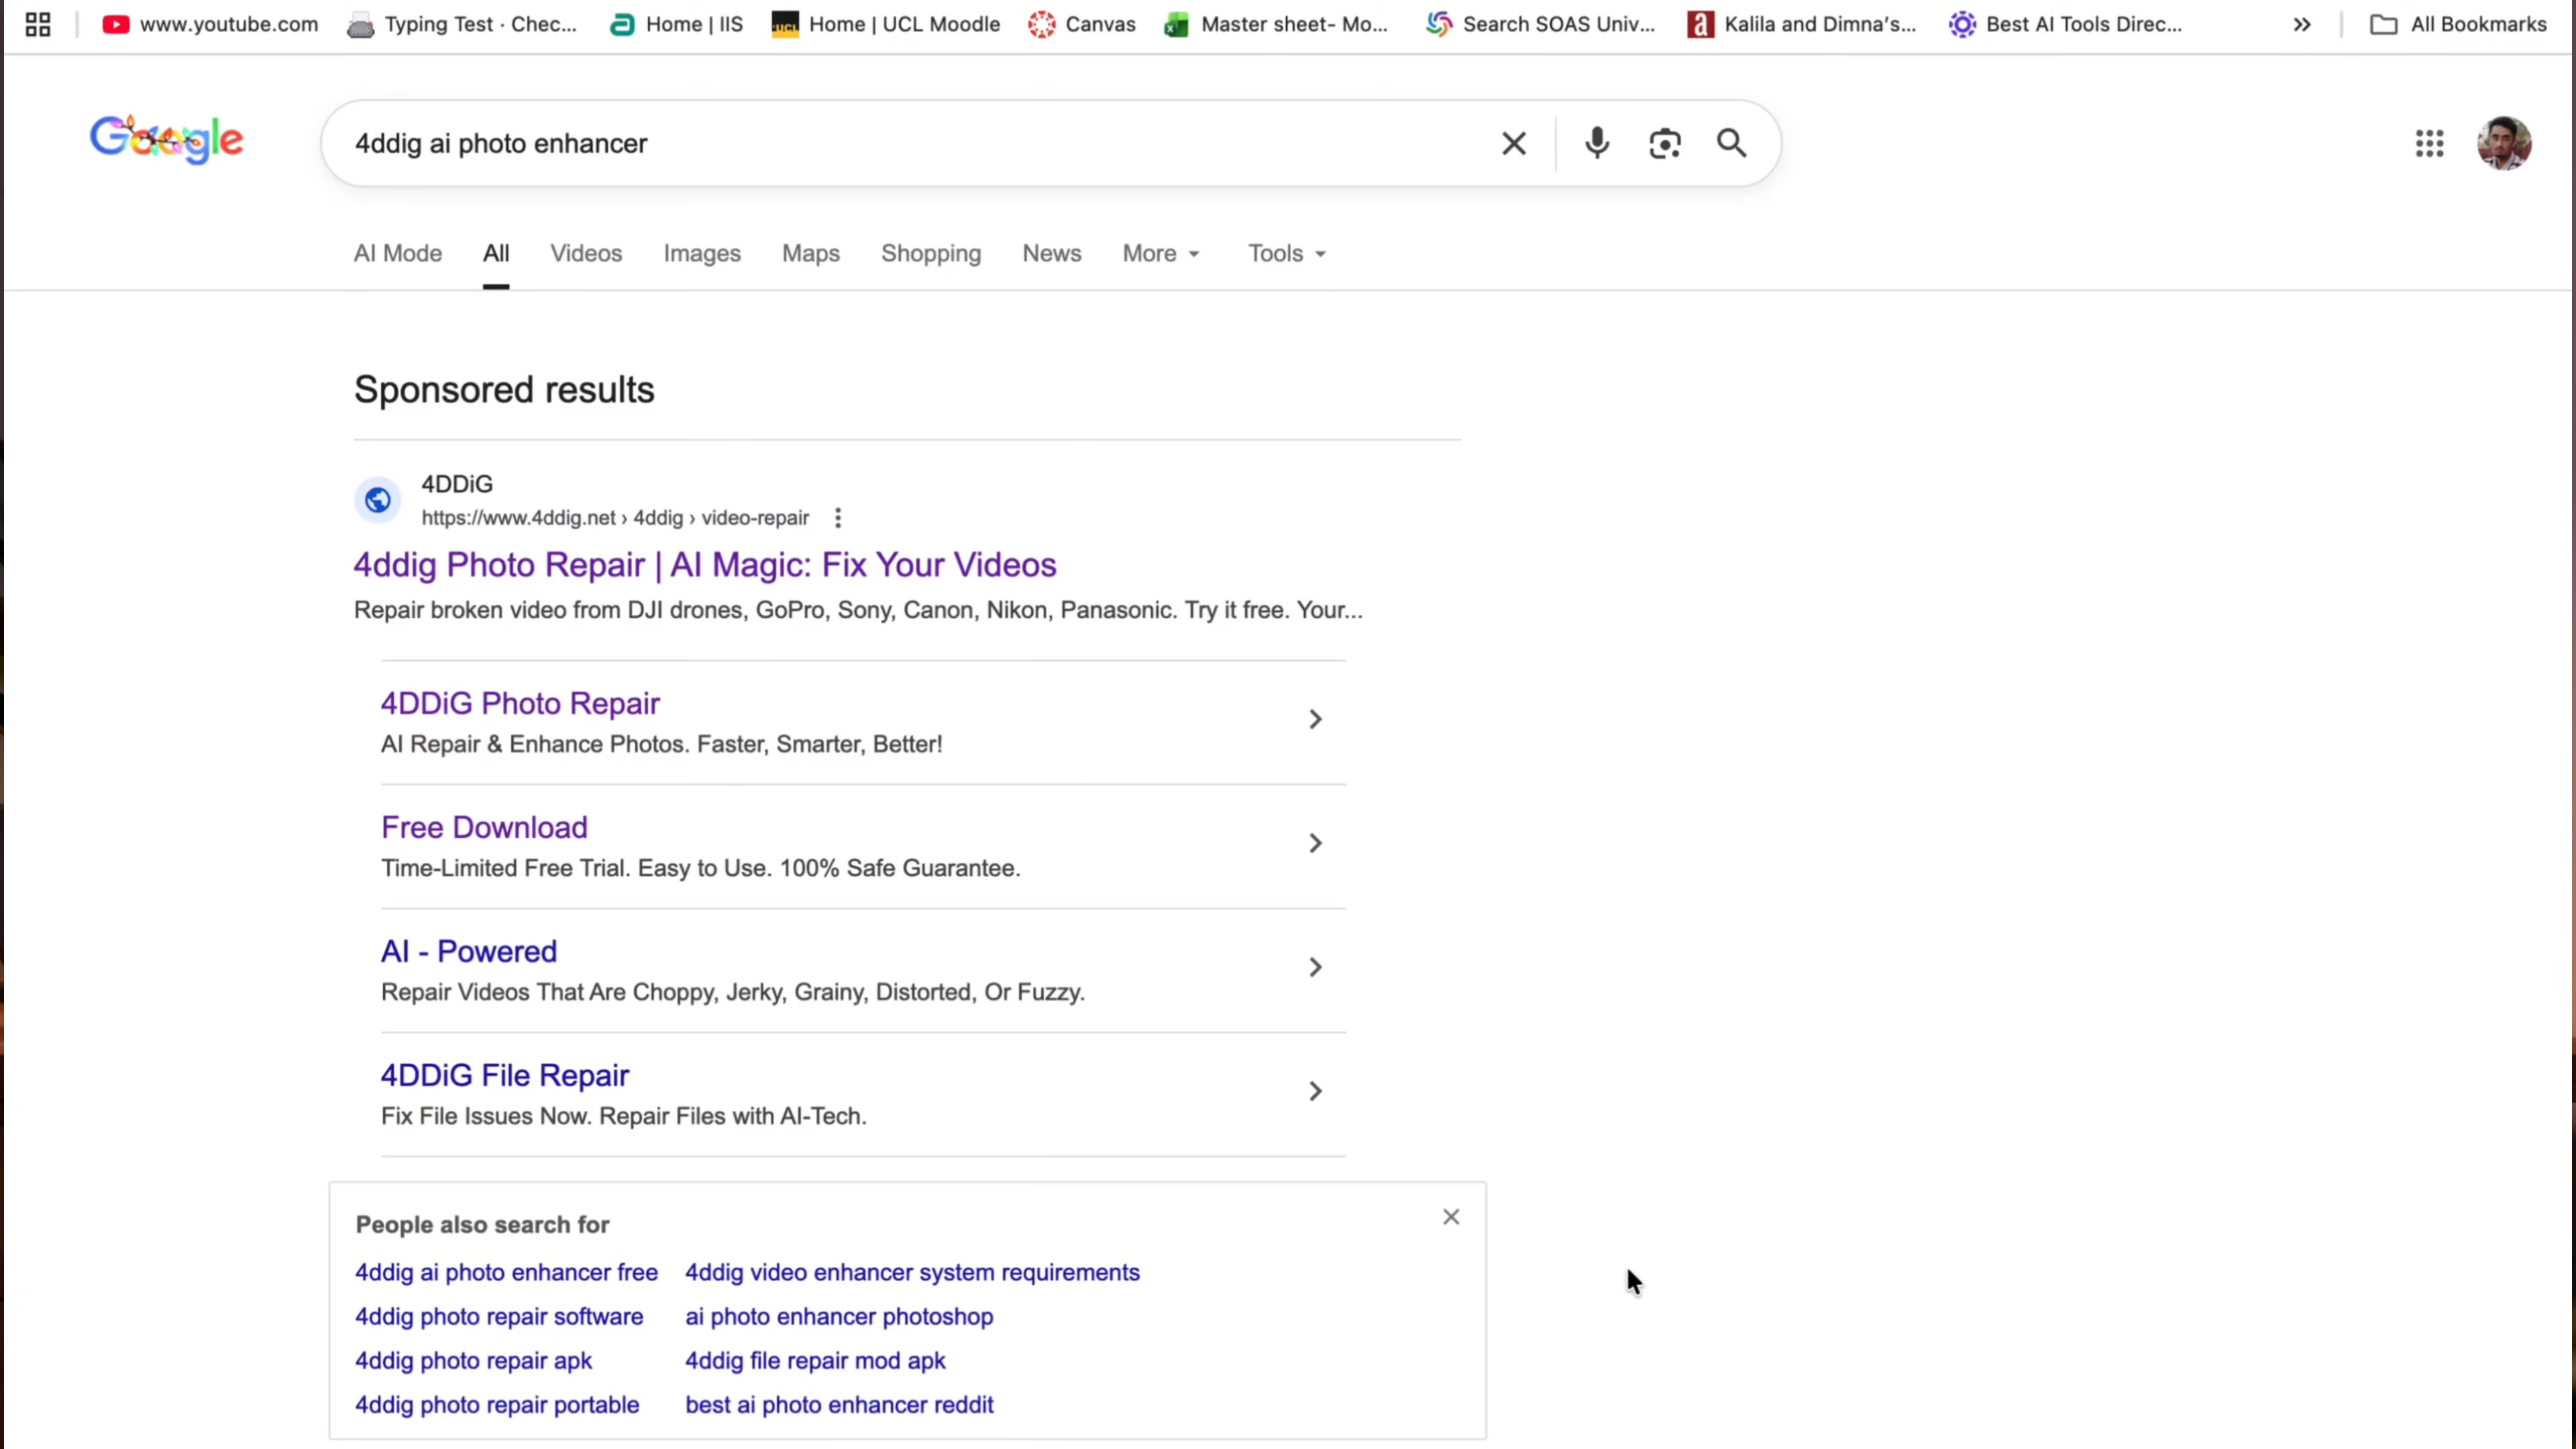 www.youtube.com Typing Test · Chec... Home | IIS UCL Home | UCL Moodle Canvas Master sheet- Mo... Search SOAS Univ... a Kalila and Dimna's... Best AI Tools Direc... » All Bookmarks
Google 4ddig ai photo enhancer
AI Mode All Videos Images Maps Shopping News More Tools
Sponsored results
4DDiG
https://www.4ddig.net › 4ddig › video-repair
4ddig Photo Repair | AI Magic: Fix Your Videos
Repair broken video from DJI drones, GoPro, Sony, Canon, Nikon, Panasonic. Try it free. Your...
4DDiG Photo Repair
AI Repair & Enhance Photos. Faster, Smarter, Better!
Free Download
Time-Limited Free Trial. Easy to Use. 100% Safe Guarantee.
AI - Powered
Repair Videos That Are Choppy, Jerky, Grainy, Distorted, Or Fuzzy.
4DDiG File Repair
Fix File Issues Now. Repair Files with AI-Tech.
People also search for
4ddig ai photo enhancer free 4ddig video enhancer system requirements
4ddig photo repair software ai photo enhancer photoshop
4ddig photo repair apk 4ddig file repair mod apk
4ddig photo repair portable best ai photo enhancer reddit